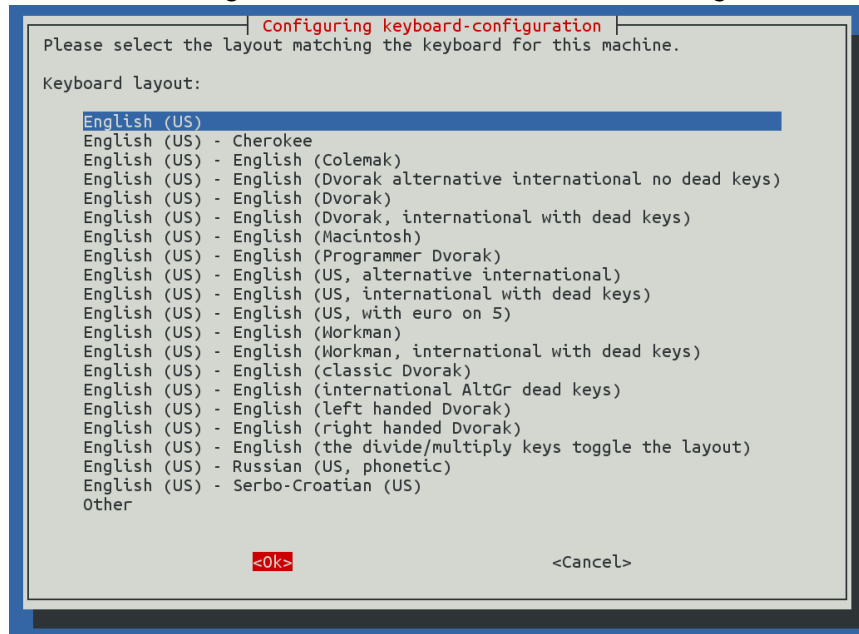 Configuring keyboard-configuration
Please select the layout matching the keyboard for this machine.
Keyboard layout:
English (US)
English (US) - Cherokee
English (US) - English (Colemak)
English (US) - English (Dvorak alternative international no dead keys)
English (US) - English (Dvorak)
English (US) - English (Dvorak, international with dead keys)
English (US) - English (Macintosh)
English (US) - English (Programmer Dvorak)
English (US) - English (US, alternative international)
English (US) - English (US, international with dead keys)
English (US) - English (US, with euro on 5)
English (US) - English (Workman)
English (US) - English (Workman, international with dead keys)
English (US) - English (classic Dvorak)
English (US) - English (international AltGr dead keys)
English (US) - English (left handed Dvorak)
English (US) - English (right handed Dvorak)
English (US) - English (the divide/multiply keys toggle the layout)
English (US) - Russian (US, phonetic)
English (US) - Serbo-Croatian (US)
Other
<Ok> <Cancel>